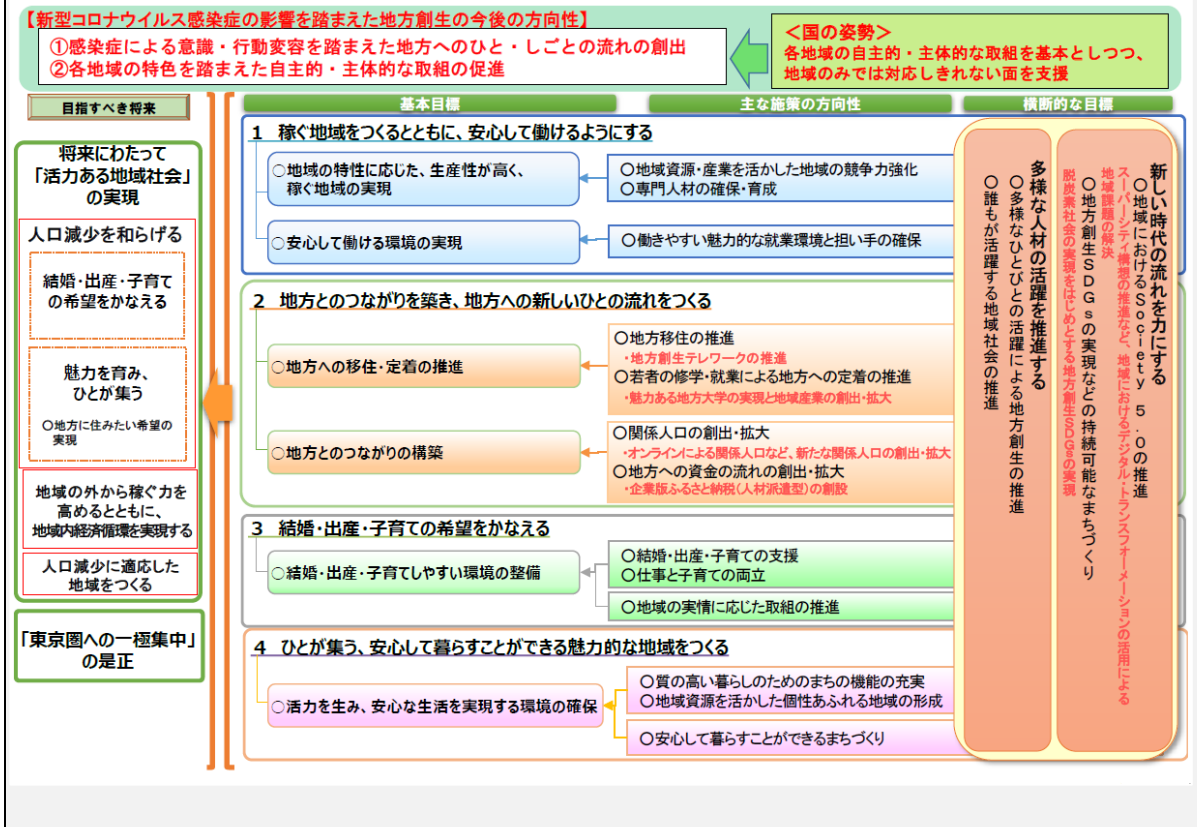 【新型コロナウイルス感染症の影響を踏まえた地方創生の今後の方向性】
①感染症による意識・行動変容を踏まえた地方へのひと・しごとの流れの創出
②各地域の特色を踏まえた自主的・主体的な取組の促進
＜国の姿勢＞
各地域の自主的・主体的な取組を基本としつつ、
地域のみでは対応しきれない面を支援
目指すべき将来
基本目標
主な施策の方向性
横断的な目標
将来にわたって
「活力ある地域社会」
の実現
人口減少を和らげる
結婚・出産・子育て
の希望をかなえる
魅力を育み、
ひとが集う
○地方に住みたい希望の
実現
地域の外から稼ぐ力を
高めるとともに、
地域内経済循環を実現する
人口減少に適応した
地域をつくる
「東京圏への一極集中」
の是正
1 稼ぐ地域をつくるとともに、安心して働けるようにする
○地域の特性に応じた、生産性が高く、
稼ぐ地域の実現
○地域資源・産業を活かした地域の競争力強化
○専門人材の確保・育成
○安心して働ける環境の実現
○働きやすい魅力的な就業環境と担い手の確保
2 地方とのつながりを築き、地方への新しいひとの流れをつくる
○地方への移住・定着の推進
○地方移住の推進
・地方創生テレワークの推進
○若者の修学・就業による地方への定着の推進
・魅力ある地方大学の実現と地域産業の創出・拡大
○地方とのつながりの構築
○関係人口の創出・拡大
・オンラインによる関係人口など、新たな関係人口の創出・拡大
○地方への資金の流れの創出・拡大
・企業版ふるさと納税（人材派遣型）の創設
3 結婚・出産・子育ての希望をかなえる
○結婚・出産・子育てしやすい環境の整備
○結婚・出産・子育ての支援
○仕事と子育ての両立
○地域の実情に応じた取組の推進
4 ひとが集う、安心して暮らすことができる魅力的な地域をつくる
○活力を生み、安心な生活を実現する環境の確保
○質の高い暮らしのためのまちの機能の充実
○地域資源を活かした個性あふれる地域の形成
○安心して暮らすことができるまちづくり
新しい時代の流れを力にする
○地域におけるSociety 5.0の推進
スーパーシティ構想の推進など、地域におけるデジタル・トランスフォーメーションの活用による
地域課題の解決
○地方創生SDGsの実現などの持続可能なまちづくり
脱炭素社会の実現をはじめとする地方創生SDGsの実現
多様な人材の活躍を推進する
○多様なひとびとの活躍による地方創生の推進
○誰もが活躍する地域社会の推進